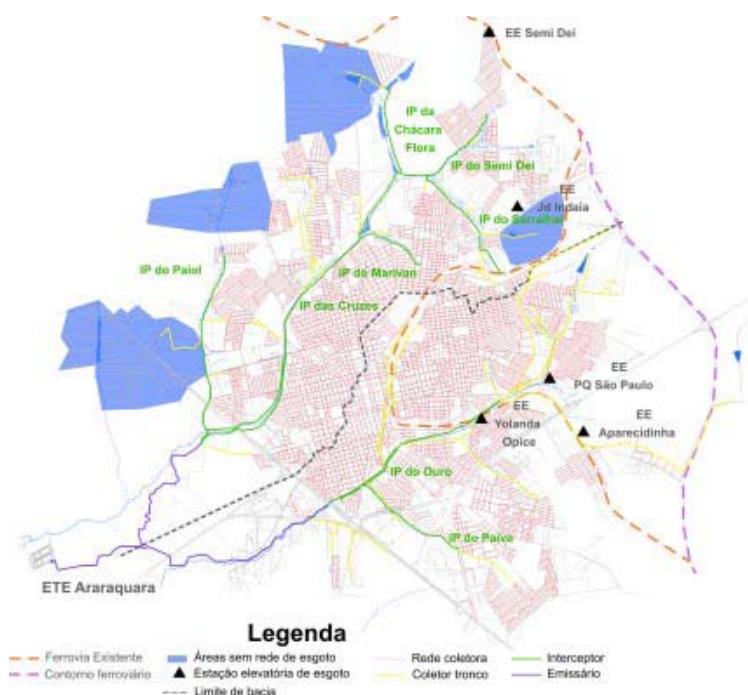 EE Semi Dei
IP da
Chácara
Flora
IP do Semi Dei
EE
Jd Indaia
IP do Serralhal
IP do Paiol
IP do Marivan
IP das Cruzes
EE
PQ São Paulo
EE
Yolanda
Opice
EE
Aparecidinha
IP do Ouro
IP do Paiva
ETE Araraquara
Legenda
Ferrovia Existente
Áreas sem rede de esgoto
Rede coletora
Interceptor
Contorno ferroviário
Estação elevatória de esgoto
Coletor tronco
Emissário
Limite de bacia